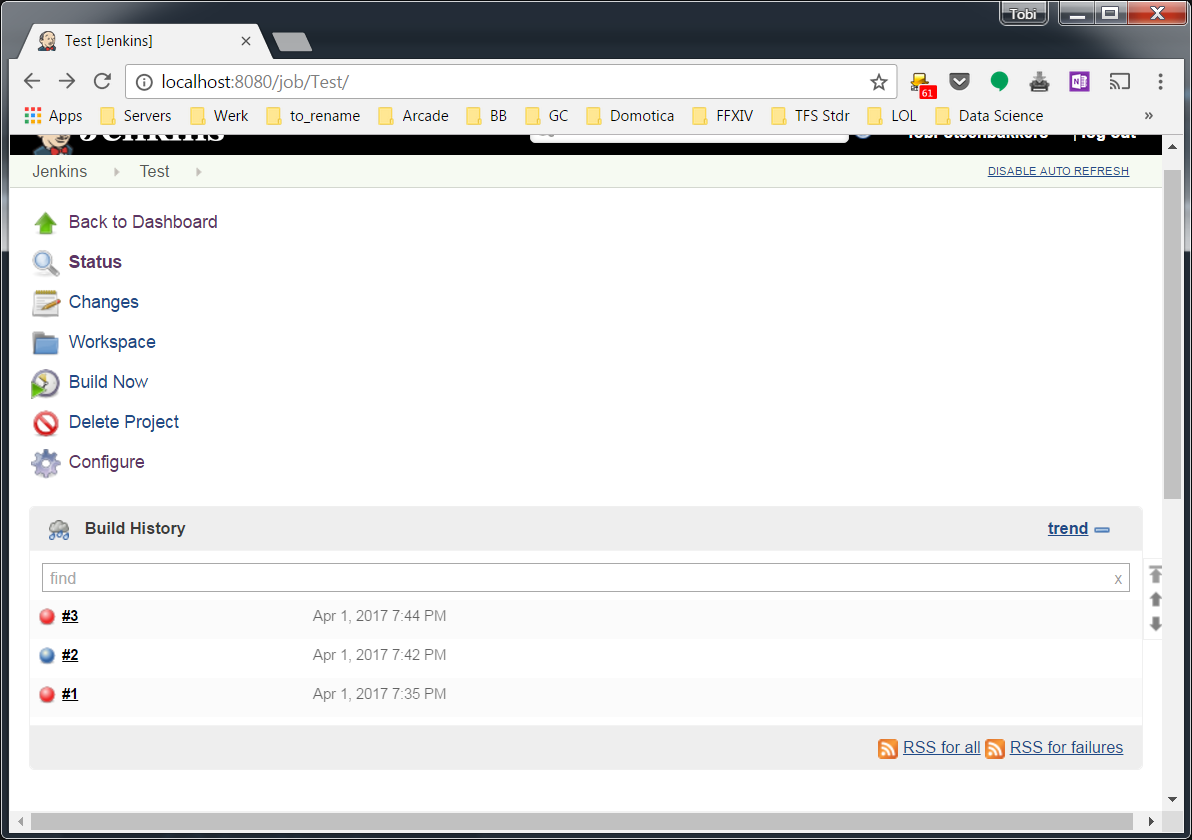 Tobi
Test [Jenkins]
localhost:8080/job/Test/
61
Apps Servers Werk to_rename Arcade BB GC Domotica FFXIV TFS Stdr LOL Data Science »
Jenkins
| log out
Jenkins Test DISABLE AUTO REFRESH
Back to Dashboard
Status
Changes
Workspace
Build Now
Delete Project
Configure
Build History trend
find x
#3 Apr 1, 2017 7:44 PM
#2 Apr 1, 2017 7:42 PM
#1 Apr 1, 2017 7:35 PM
RSS for all RSS for failures